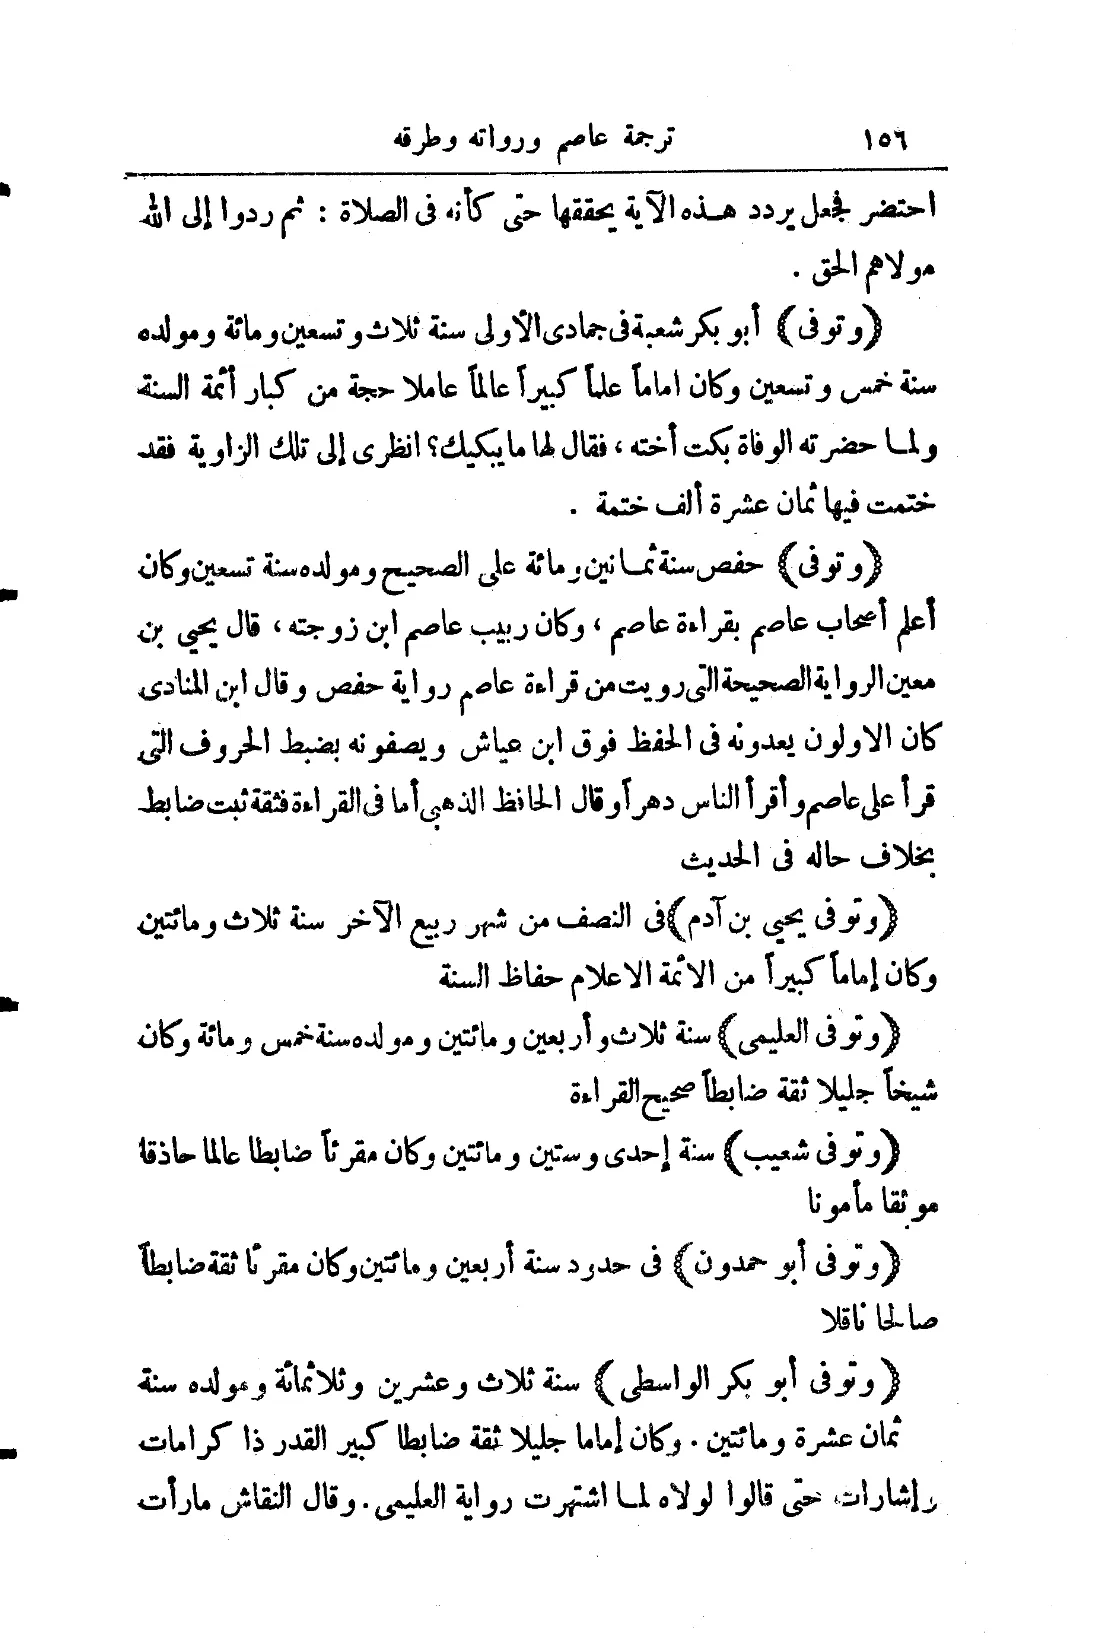 ١٥٦ ترجمة عاصم ورواته وطرقه
احتضر فجعل يردد هذه الآية يحققها حتى كأنه فى الصلاة : ثم ردوا إلى الله
مولاهم الحق .
﴿وتوفى﴾ أبو بكر شعبة فى جمادى الأولى سنة ثلاث وتسعين ومائة ومولده
سنة خمس وتسعين وكان اماماً علماً كبيراً عالماً عاملا حجة من كبار أئمة السنة
ولما حضرته الوفاة بكت أخته ، فقال لها ما يبكيك؟ انظرى إلى تلك الزاوية فقد
ختمت فيها ثمان عشرة ألف ختمة .
﴿وتوفى﴾ حفص سنة ثمانين ومائة على الصحيح ومولده سنة تسعين وكان
أعلم أصحاب عاصم بقراءة عاصم ، وكان ربيب عاصم ابن زوجته ، قال يحيى بن
معين الرواية الصحيحة التى رويت من قراءة عاصم رواية حفص وقال ابن المنادى
كان الاولون يعدونه فى الحفظ فوق ابن عياش ويصفونه بضبط الحروف التى
قرأ على عاصم وأقرأ الناس دهراً وقال الحافظ الذهبى أما فى القراءة فثقة ثبت ضابط
بخلاف حاله فى الحديث
﴿وتوفى يحيى بن آدم﴾ فى النصف من شهر ربيع الآخر سنة ثلاث ومائتين
وكان إماماً كبيراً من الائمة الاعلام حفاظ السنة
﴿وتوفى العليمى﴾ سنة ثلاث وأربعين ومائتين ومولده سنة خمس ومائة وكان
شيخاً جليلا ثقة ضابطاً صحيح القراءة
﴿وتوفى شعيب﴾ سنة إحدى وستين ومائتين وكان مقرئاً ضابطا عالما حاذقا
موثقا مأمونا
﴿وتوفى أبو حمدون﴾ فى حدود سنة أربعين ومائتين وكان مقرئا ثقة ضابطاً
صالحا ناقلا
﴿وتوفى أبو بكر الواسطى﴾ سنة ثلاث وعشرين وثلاثمائة ومولده سنة
ثمان عشرة ومائتين . وكان إماما جليلا ثقة ضابطا كبير القدر ذا كرامات
وإشارات حتى قالوا لولاه لما اشتهرت رواية العليمى . وقال النقاش مارأت